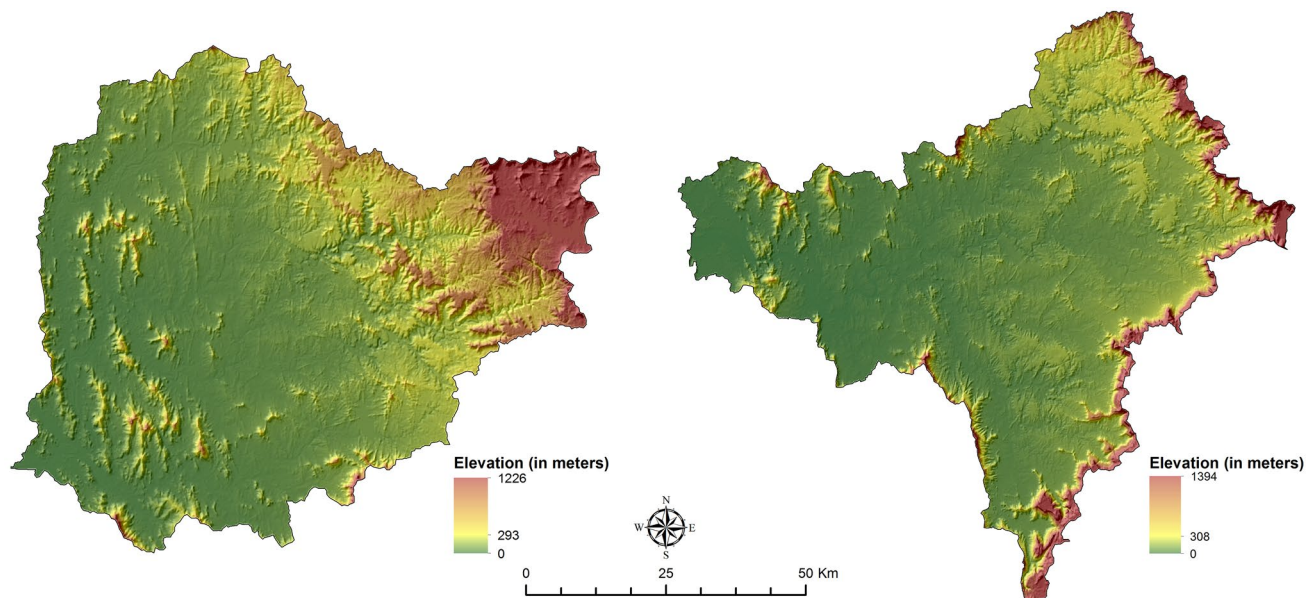 Elevation (in meters)
1226
293
0
N
W E
S
0 25 50 Km
Elevation (in meters)
1394
308
0